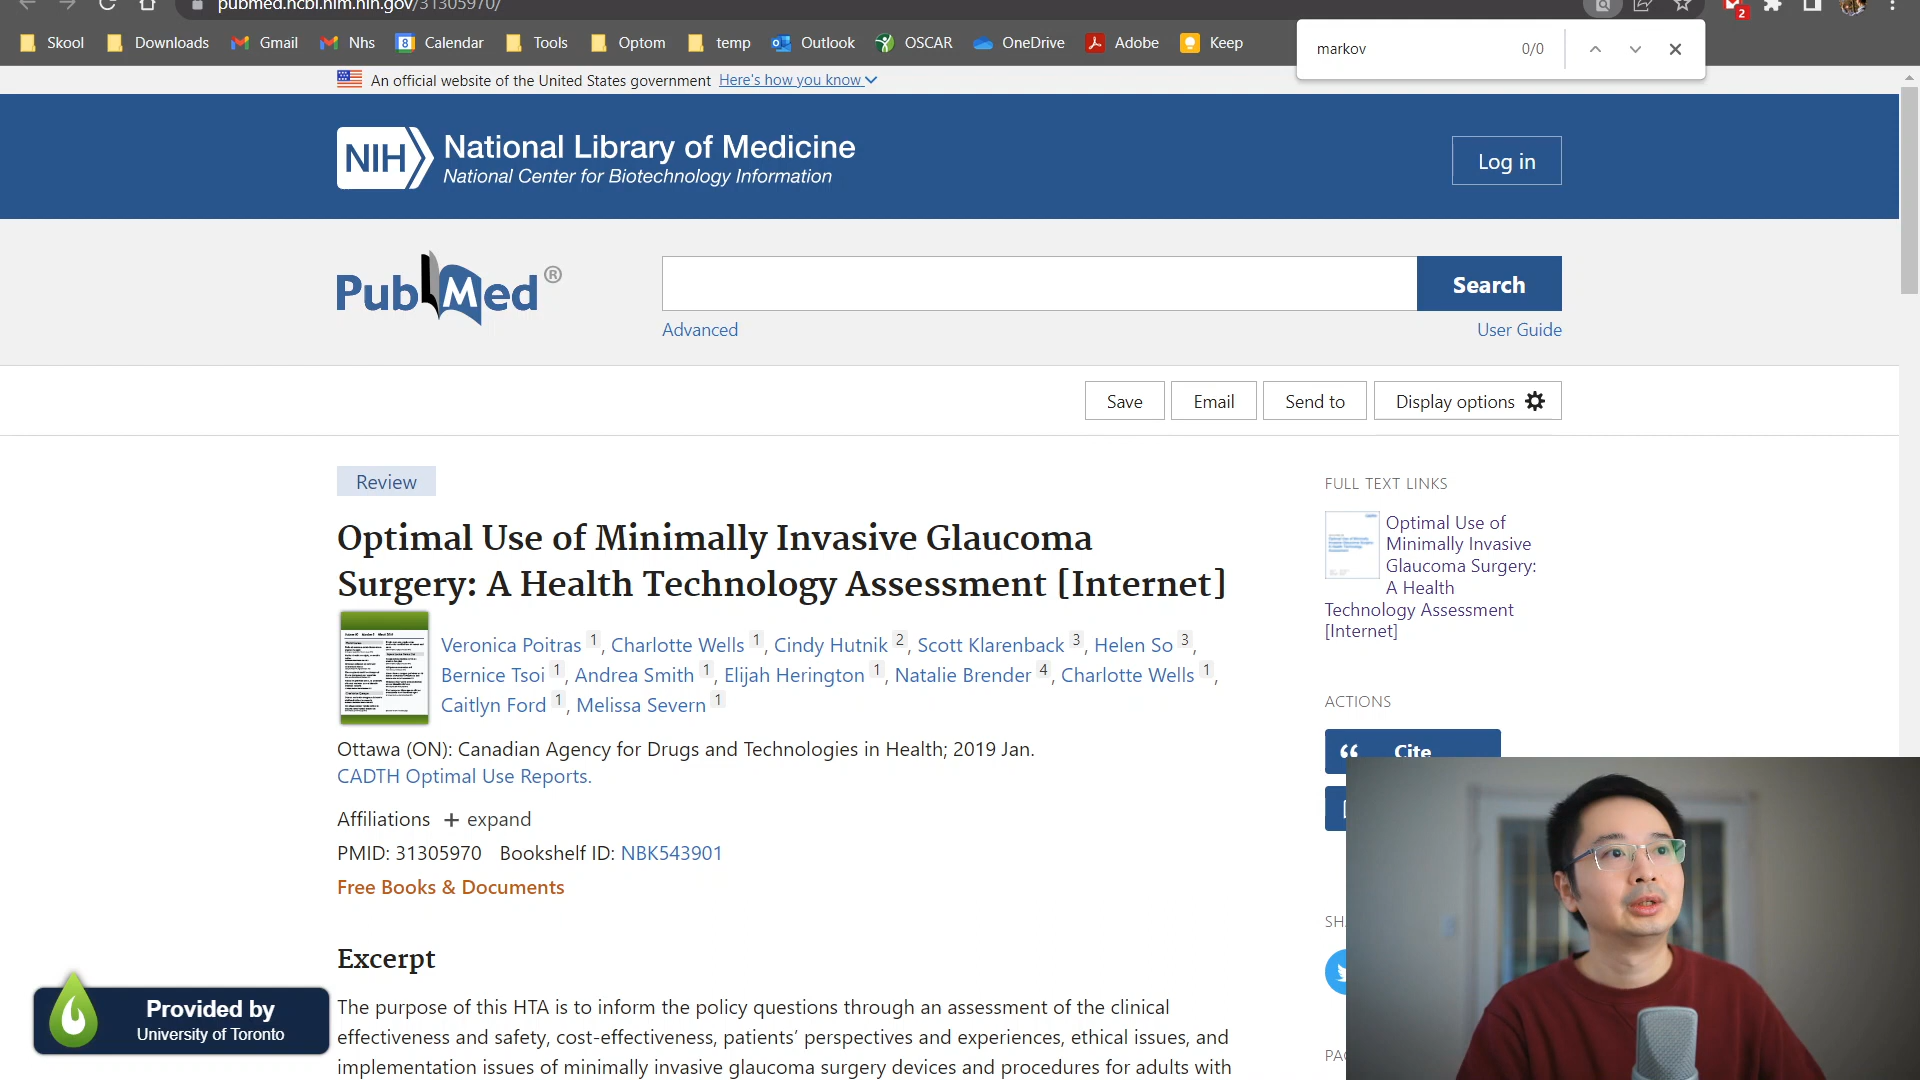 pubmed.ncbi.nlm.nih.gov/31305970/
Skool Downloads Gmail Nhs Calendar Tools Optom temp Outlook OSCAR OneDrive Adobe Keep
markov 0/0
2
An official website of the United States government Here's how you know
NIH National Library of Medicine
National Center for Biotechnology Information
Log in
PubMed®
Search
Advanced
User Guide
Save Email Send to Display options
Review
Optimal Use of Minimally Invasive Glaucoma
Surgery: A Health Technology Assessment [Internet]
Veronica Poitras 1, Charlotte Wells 1, Cindy Hutnik 2, Scott Klarenback 3, Helen So 3,
Bernice Tsoi 1, Andrea Smith 1, Elijah Herington 1, Natalie Brender 4, Charlotte Wells 1,
Caitlyn Ford 1, Melissa Severn 1
Ottawa (ON): Canadian Agency for Drugs and Technologies in Health; 2019 Jan.
CADTH Optimal Use Reports.
Affiliations + expand
PMID: 31305970 Bookshelf ID: NBK543901
Free Books & Documents
Excerpt
The purpose of this HTA is to inform the policy questions through an assessment of the clinical
effectiveness and safety, cost-effectiveness, patients' perspectives and experiences, ethical issues, and
implementation issues of minimally invasive glaucoma surgery devices and procedures for adults with
FULL TEXT LINKS
Optimal Use of
Minimally Invasive
Glaucoma Surgery:
A Health
Technology Assessment
[Internet]
ACTIONS
Cite
Provided by
University of Toronto